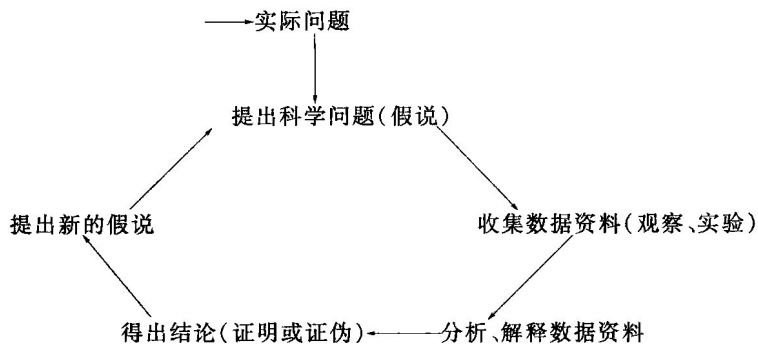 实际问题
提出科学问题(假说)
提出新的假说
收集数据资料(观察、实验)
得出结论(证明或证伪)
分析、解释数据资料